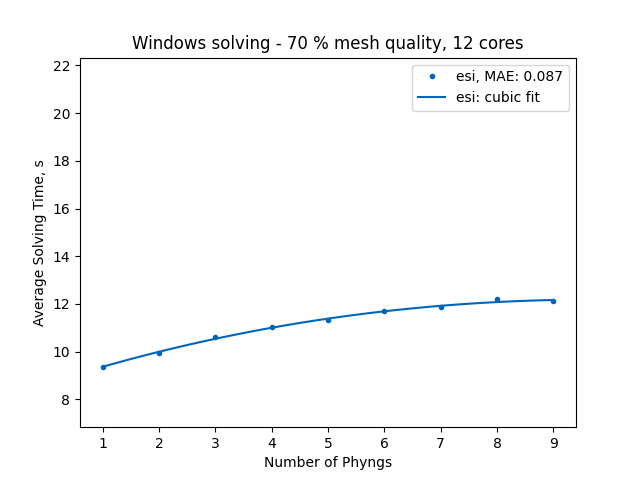 Windows solving - 70 % mesh quality, 12 cores
esi, MAE: 0.087
esi: cubic fit
Average Solving Time, s
22
20
18
16
14
12
10
8
1 2 3 4 5 6 7 8 9
Number of Phyngs